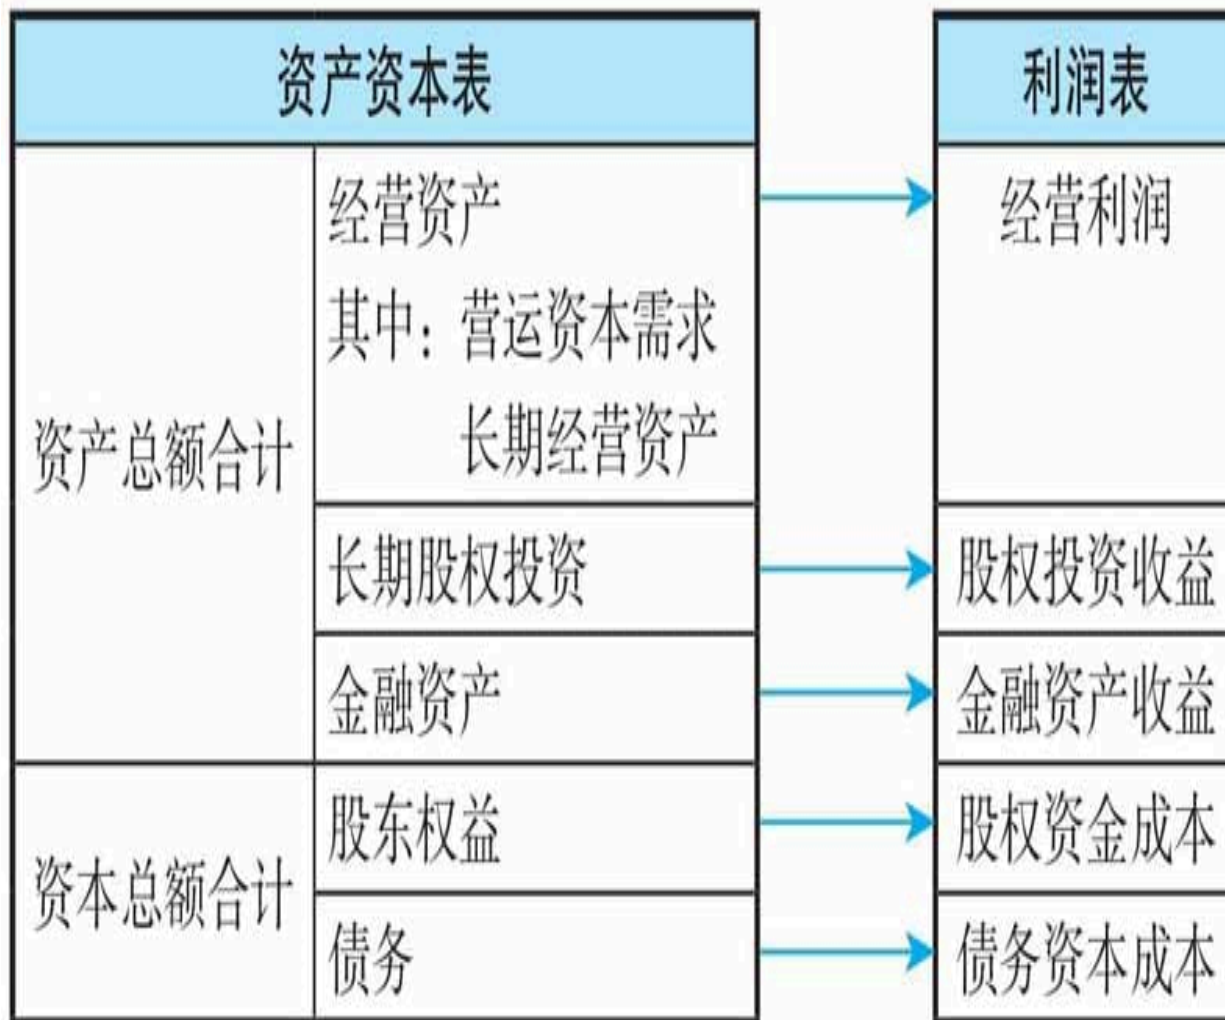 资产资本表
利润表
资产总额合计
经营资产
其中：营运资本需求
长期经营资产
经营利润
长期股权投资
股权投资收益
金融资产
金融资产收益
资本总额合计
股东权益
股权资金成本
债务
债务资本成本